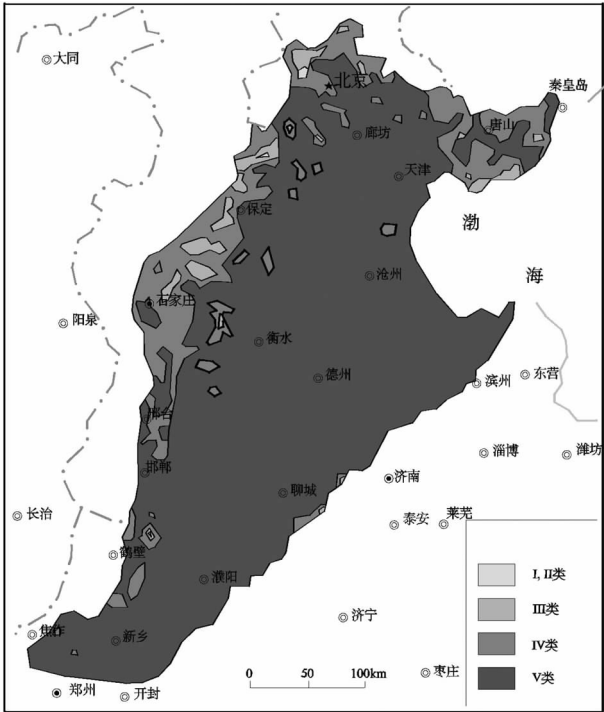 大同
北京
秦皇岛
唐山
廊坊
天津
保定
渤
海
沧州
石家庄
阳泉
衡水
德州
滨州
东营
邢台
淄博
潍坊
邯郸
济南
聊城
长治
泰安
莱芜
鹤壁
濮阳
I, II类
III类
IV类
V类
焦作
新乡
济宁
郑州
开封
枣庄
0 50 100km